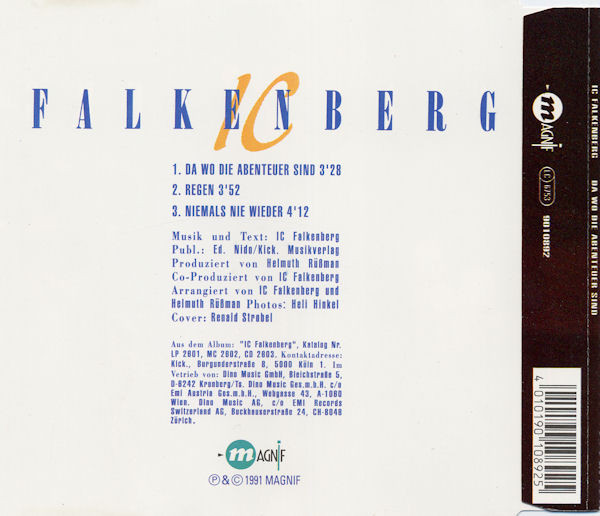 FALKENBERG
IC
1. DA WO DIE ABENTEUER SIND 3'28
2. REGEN 3'52
3. NIEMALS NIE WIEDER 4'12
Musik und Text: IC Falkenberg
Publ.: Ed. Nido/Kick. Musikverlag
Produziert von Helmuth Rüßman
Co-Produziert von IC Falkenberg
Arrangiert von IC Falkenberg und
Helmuth Rüßman Photos: Heli Hinkel
Cover: Renald Strobel
Aus dem Album: "IC Falkenberg", Katalog Nr.
LP 2601, MC 2602, CD 2603. Kontaktadresse:
Kick., Burgunderstraße 8, 5000 Köln 1. Im
Vetrieb von: Dino Music GmbH, Bleichstraße 5,
D-6242 Kronberg/Ts. Dino Music Ges.m.b.H. c/o
Emi Austria Ges.m.b.H., Webgasse 43, A-1060
Wien. Dino Music AG, c/o EMI Records
Switzerland AG, Buckhauserstraße 24, CH-8048
Zürich.
mAGNIF
℗ & © 1991 MAGNIF
mAGNIF
LC 6753
9010892
IC FALKENBERG DA WO DIE ABENTEUER SIND
4 010190 108925